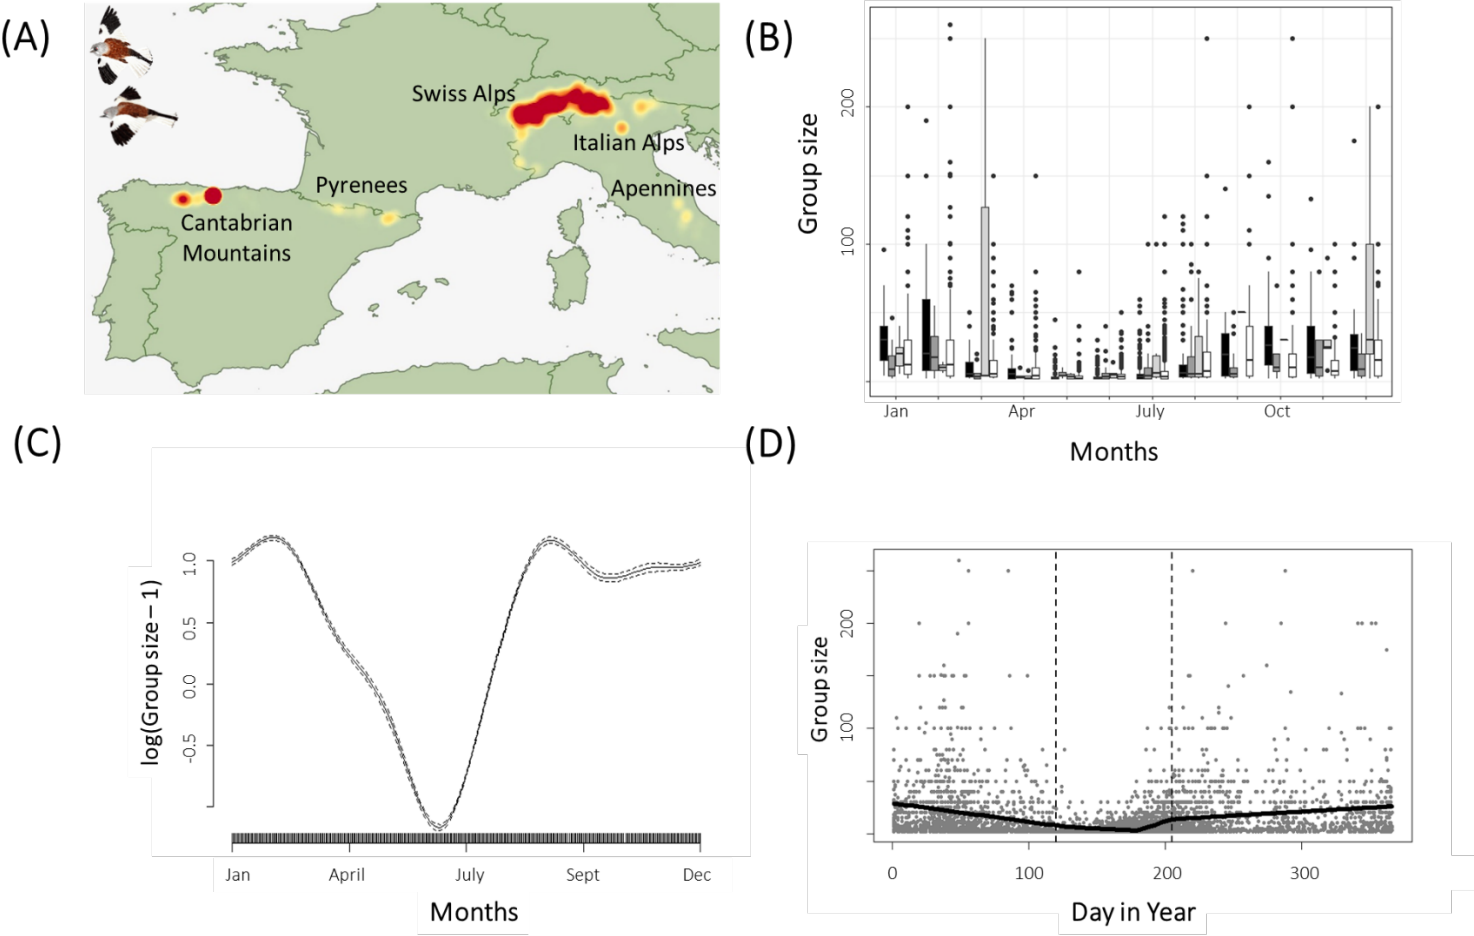 (A)
Swiss Alps
Italian Alps
Pyrenees
Apennines
Cantabrian
Mountains
(B)
Group size
200
100
Jan
Apr
July
Oct
Months
(C)
log(Group size – 1)
1.0
0.5
0.0
-0.5
Jan
April
July
Sept
Dec
Months
(D)
Group size
200
100
0
100
200
300
Day in Year